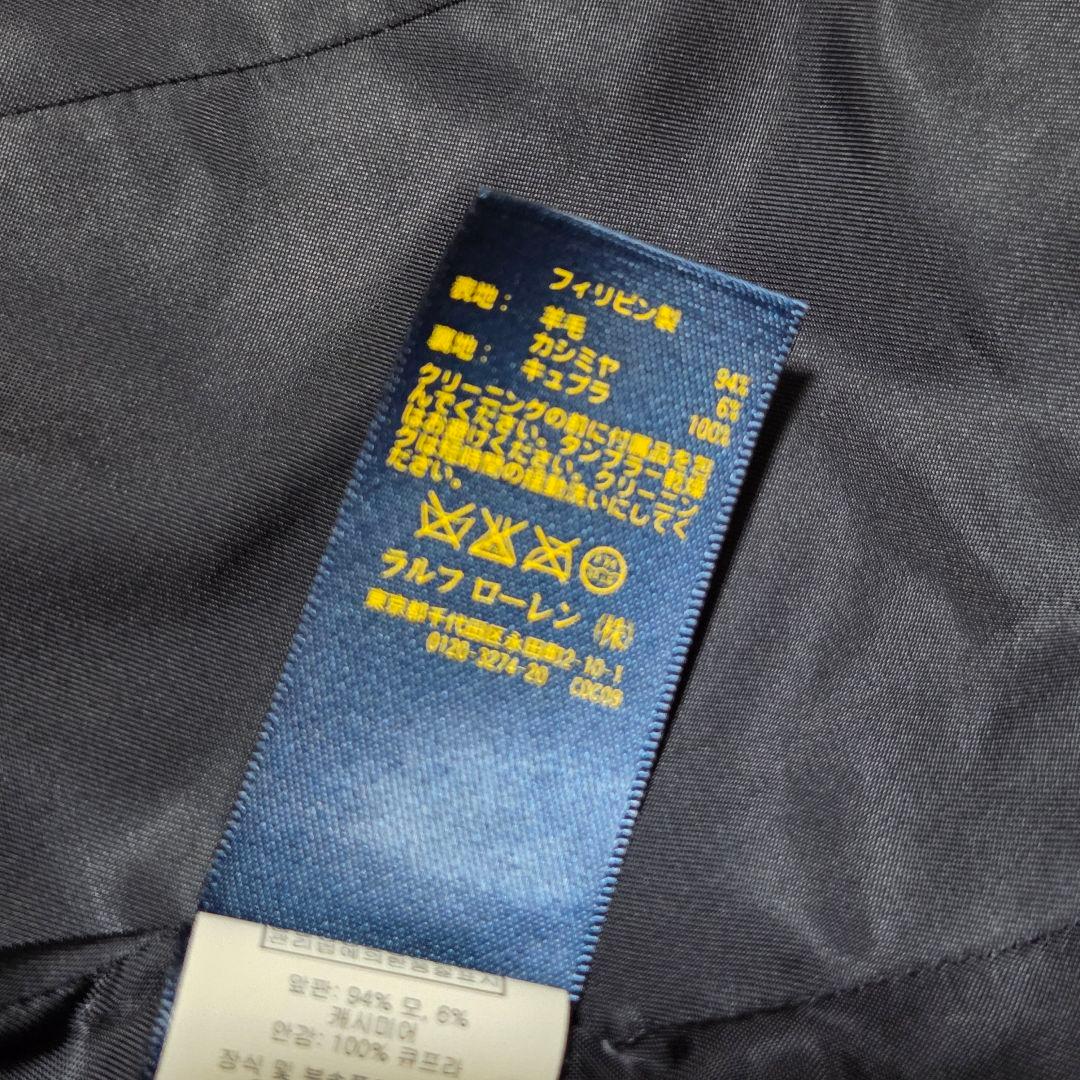 フィリピン製
表地： 羊毛 94%
カシミヤ 6%
裏地： キュプラ 100%
クリーニングの前に付属品を包
んでください。タンブラー乾燥
はお避けください。クリーニン
グは短時間の軽動洗いにしてく
ださい。
ラルフ ローレン (株)
東京都千代田区永田町2-10-1
0120-3274-20
앞판: 94% 모, 6%
캐시미어
안감: 100% 큐프라
장식 및